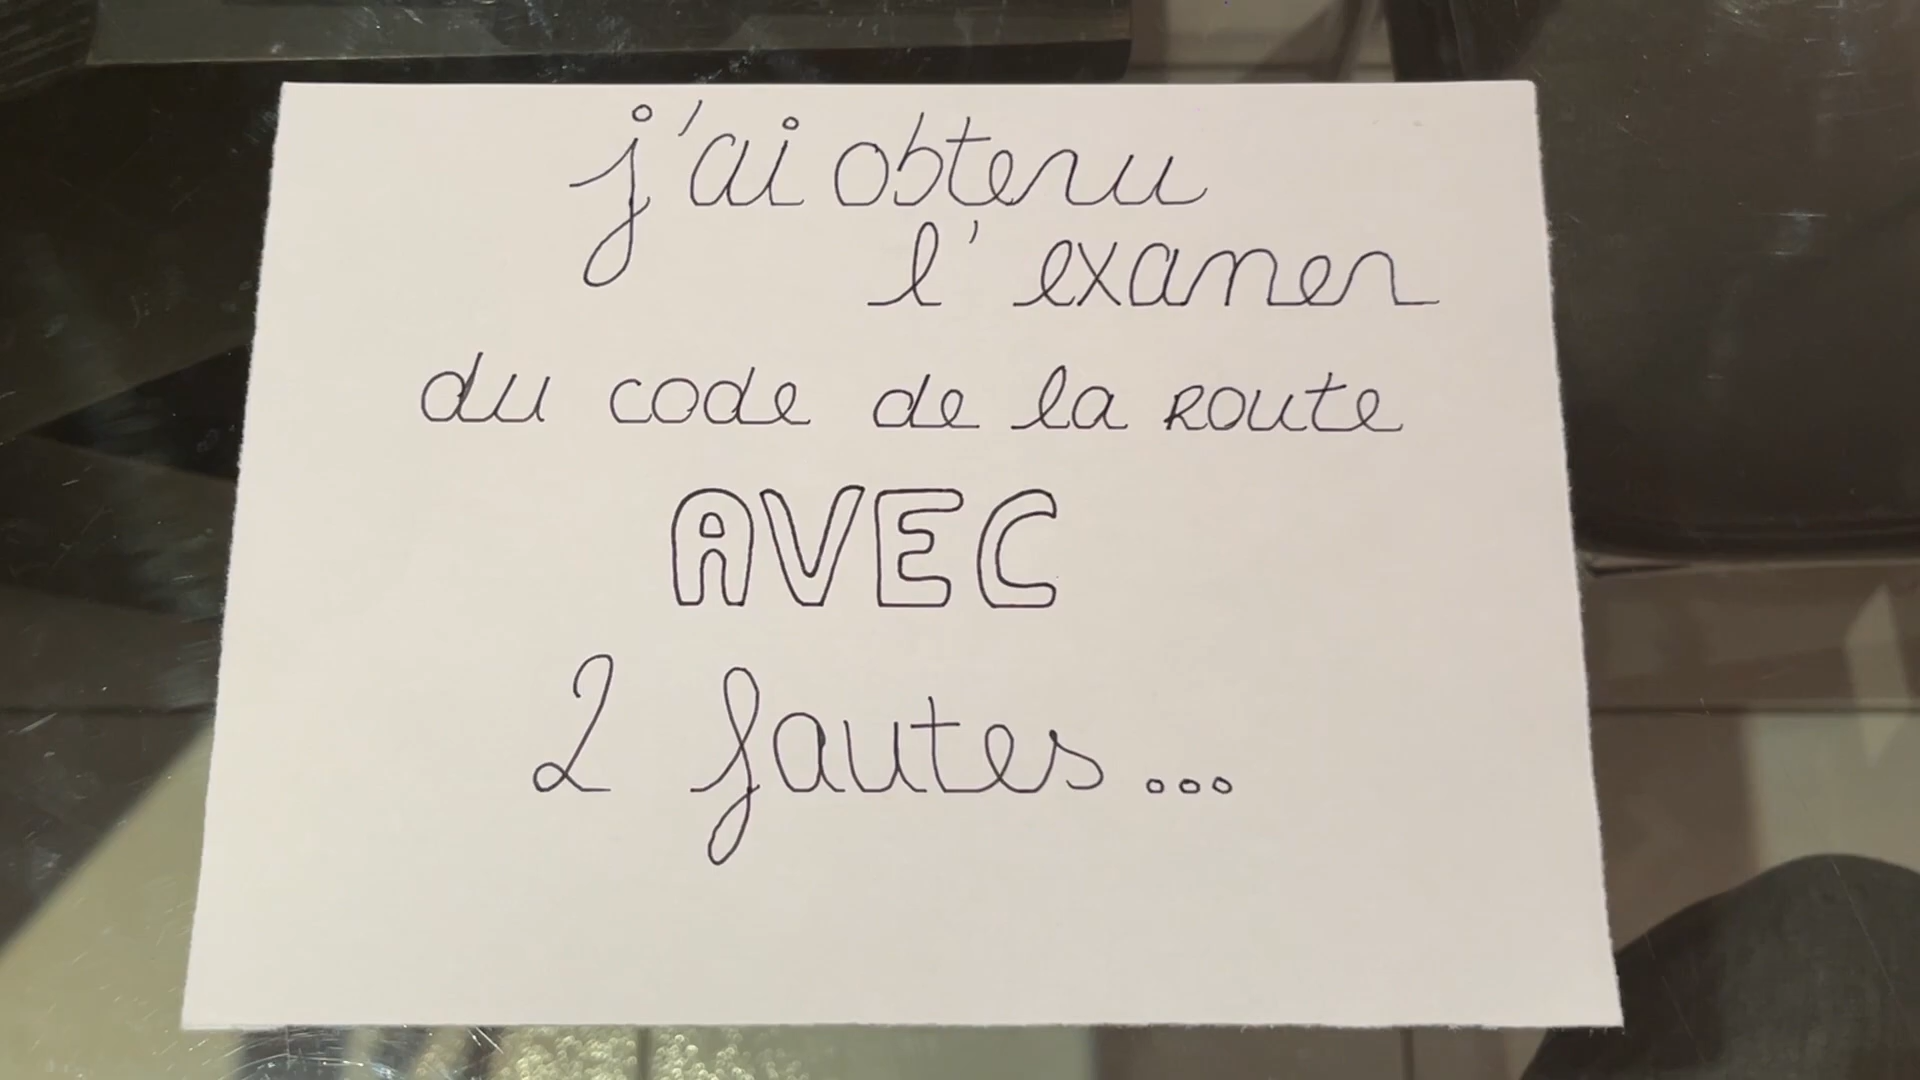 j'ai obtenu
l'examen
du code de la route
AVEC
2 fautes...